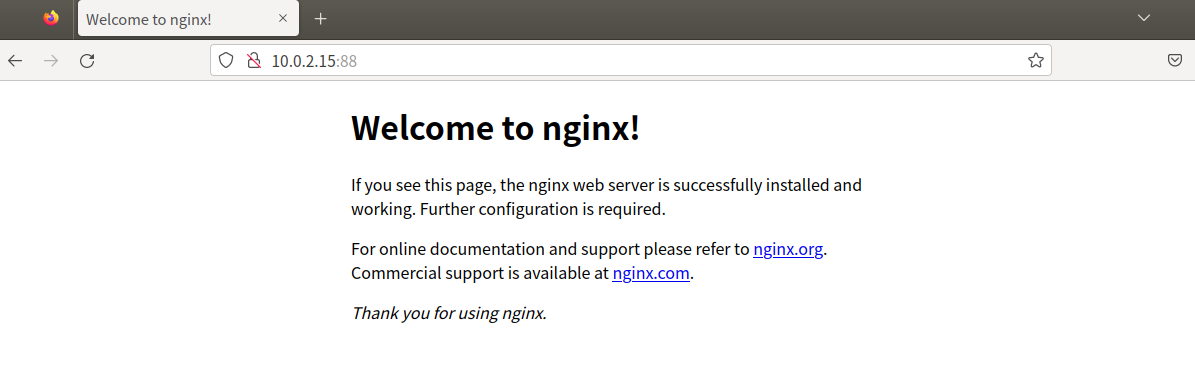 Welcome to nginx!
10.0.2.15:88
Welcome to nginx!
If you see this page, the nginx web server is successfully installed and
working. Further configuration is required.
For online documentation and support please refer to nginx.org.
Commercial support is available at nginx.com.
Thank you for using nginx.